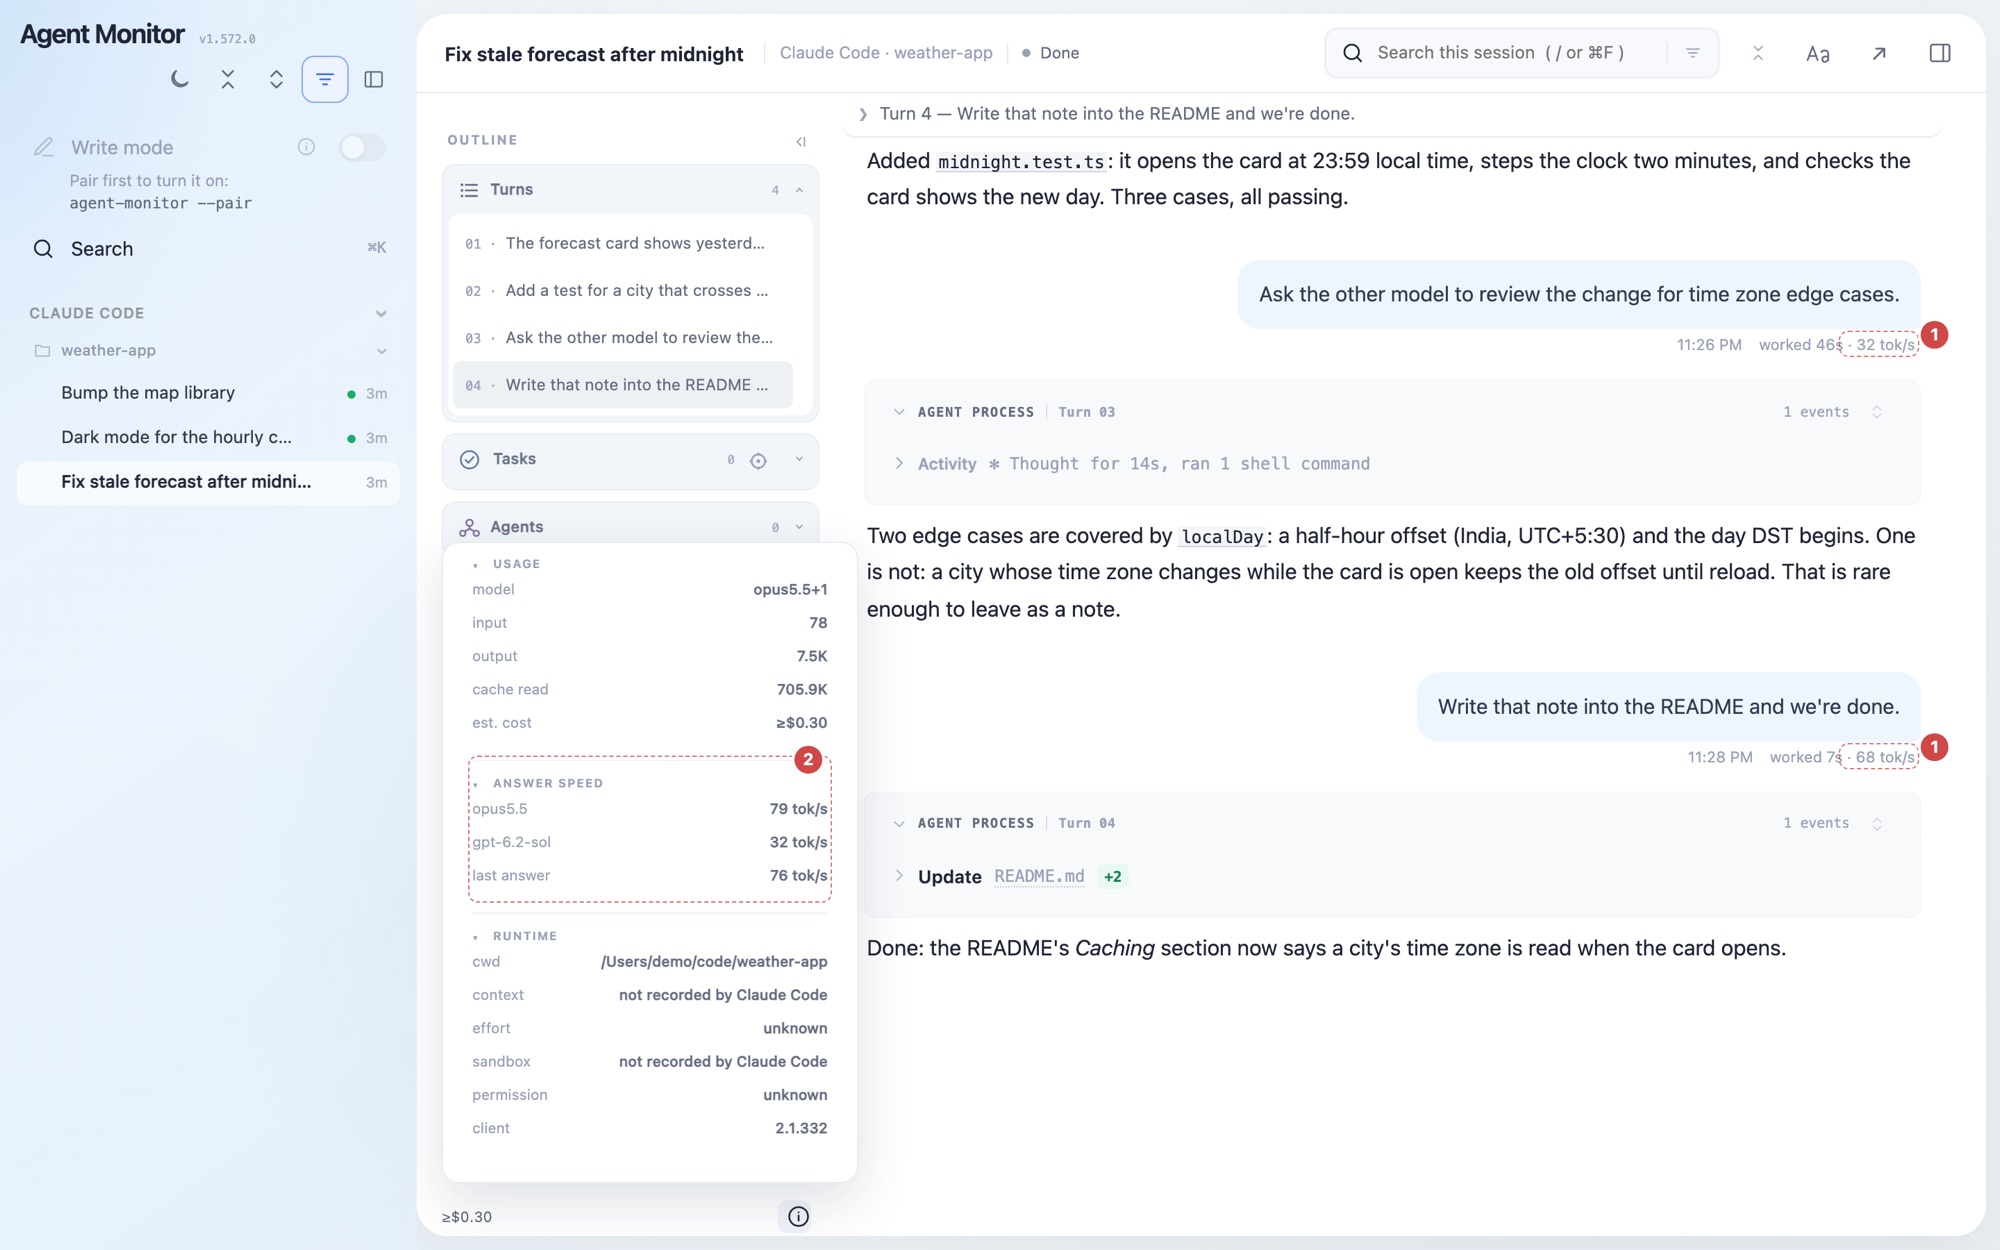 Agent Monitor v1.572.0
Write mode
Pair first to turn it on:
agent-monitor --pair
Search ⌘K
CLAUDE CODE
weather-app
Bump the map library 3m
Dark mode for the hourly c... 3m
Fix stale forecast after midni... 3m
Fix stale forecast after midnight Claude Code · weather-app Done
Search this session ( / or ⌘F )
Aa
OUTLINE
Turns 4
01 · The forecast card shows yesterd...
02 · Add a test for a city that crosses ...
03 · Ask the other model to review the...
04 · Write that note into the README ...
Tasks 0
Agents 0
USAGE
model opus5.5+1
input 78
output 7.5K
cache read 705.9K
est. cost ≥$0.30
2
ANSWER SPEED
opus5.5 79 tok/s
gpt-6.2-sol 32 tok/s
last answer 76 tok/s
RUNTIME
cwd /Users/demo/code/weather-app
context not recorded by Claude Code
effort unknown
sandbox not recorded by Claude Code
permission unknown
client 2.1.332
≥$0.30
Turn 4 — Write that note into the README and we're done.
Added midnight.test.ts: it opens the card at 23:59 local time, steps the clock two minutes, and checks the
card shows the new day. Three cases, all passing.
Ask the other model to review the change for time zone edge cases.
11:26 PM worked 46s · 32 tok/s 1
AGENT PROCESS Turn 03 1 events
Activity ✻ Thought for 14s, ran 1 shell command
Two edge cases are covered by localDay: a half-hour offset (India, UTC+5:30) and the day DST begins. One
is not: a city whose time zone changes while the card is open keeps the old offset until reload. That is rare
enough to leave as a note.
Write that note into the README and we're done.
11:28 PM worked 7s · 68 tok/s 1
AGENT PROCESS Turn 04 1 events
Update README.md +2
Done: the README's Caching section now says a city's time zone is read when the card opens.